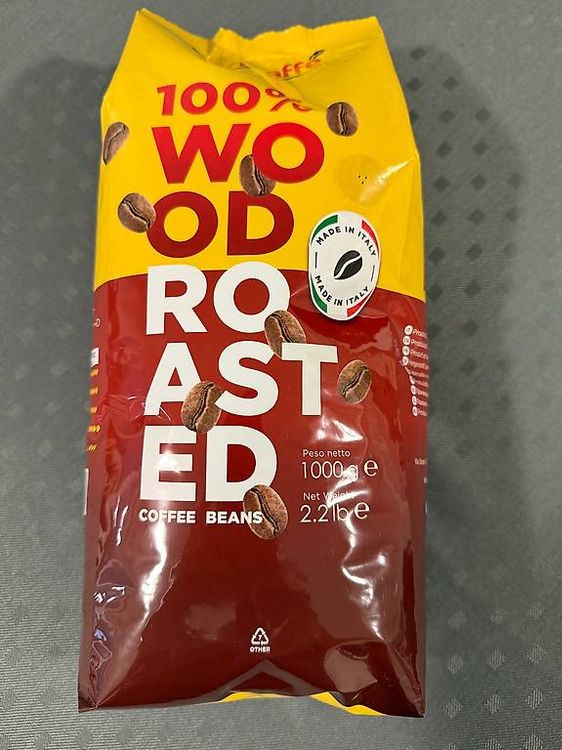 100%
WO
OD
RO
AST
ED
COFFEE BEANS
MADE IN ITALY
MADE IN ITALY
Peso netto
1000 g e
Net Weight
2.2 lb e
OTHER